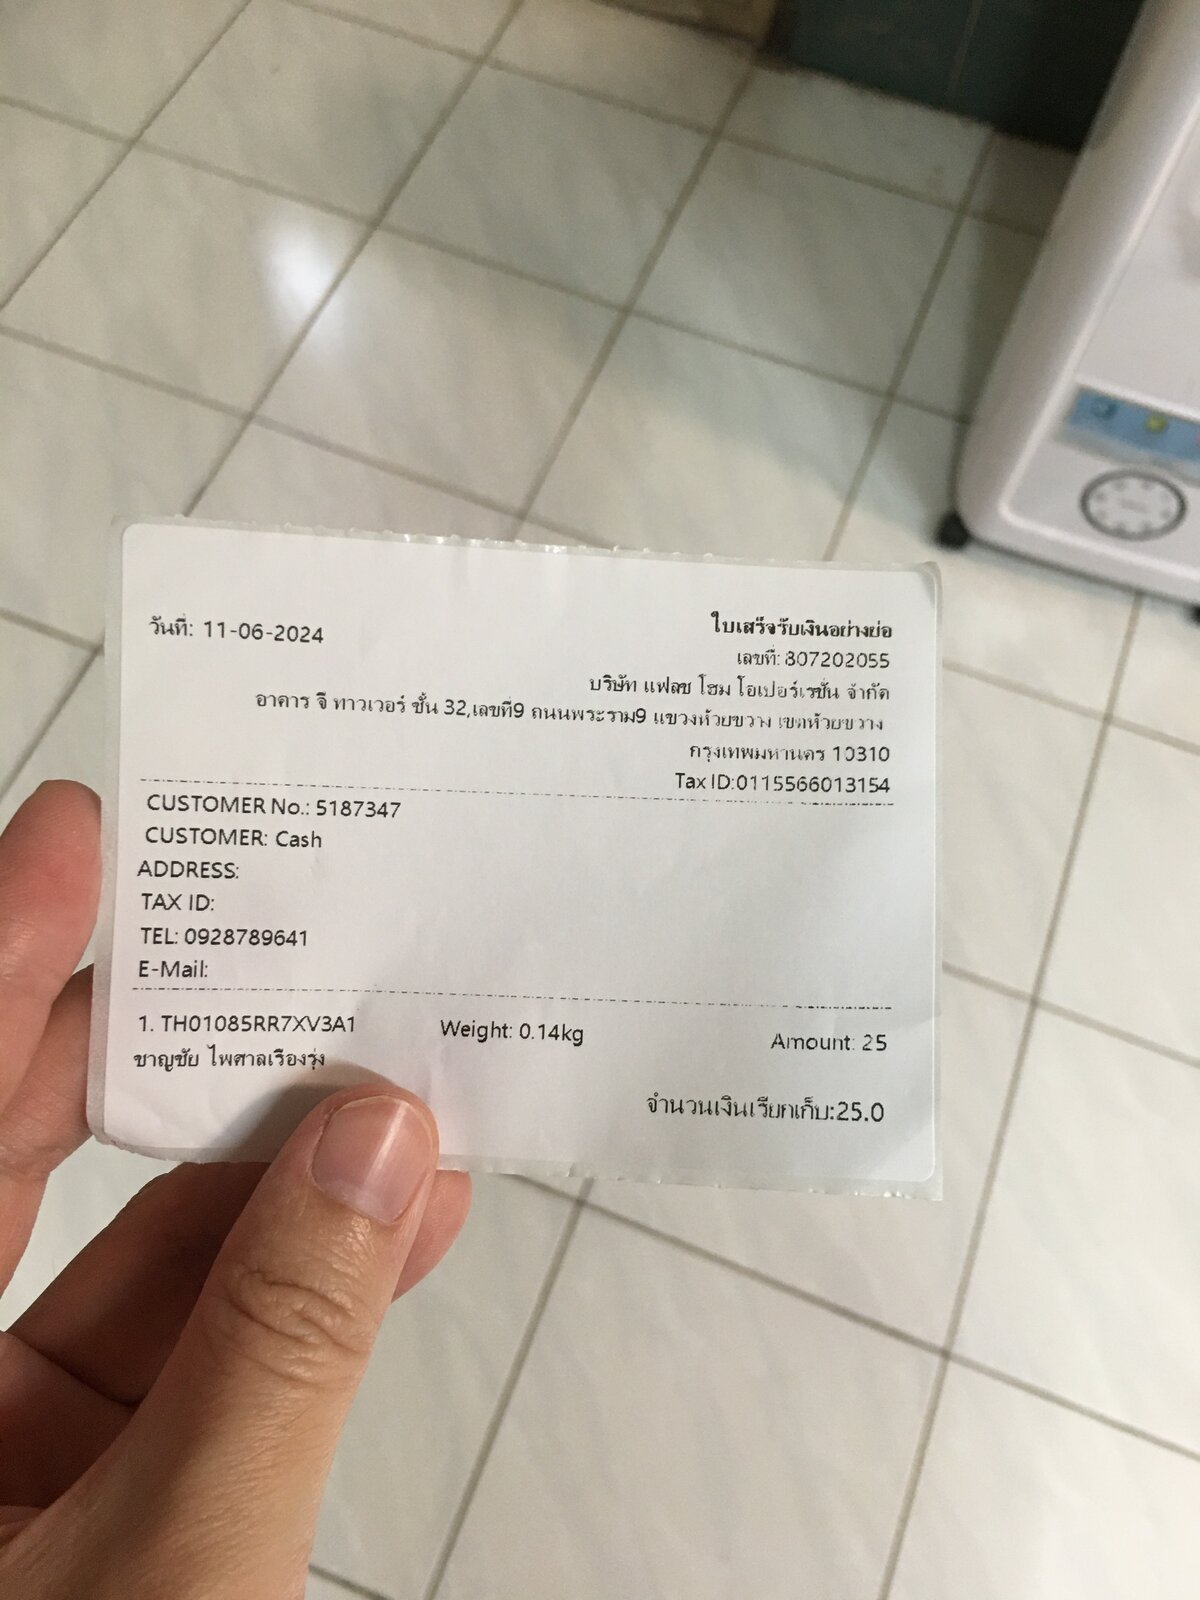 วันที่: 11-06-2024
ใบเสร็จรับเงินอย่างย่อ
เลขที่: 807202055
บริษัท แฟลช โฮม โอเปอร์เรชั่น จำกัด
อาคาร จี ทาวเวอร์ ชั้น 32,เลขที่9 ถนนพระราม9 แขวงห้วยขวาง เขตห้วยขวาง
กรุงเทพมหานคร 10310
Tax ID:0115566013154
CUSTOMER No.: 5187347
CUSTOMER: Cash
ADDRESS:
TAX ID:
TEL: 0928789641
E-Mail:
1. TH01085RR7XV3A1 Weight: 0.14kg Amount: 25
ชาญชัย ไพศาลเรืองรุ่ง
จำนวนเงินเรียกเก็บ:25.0